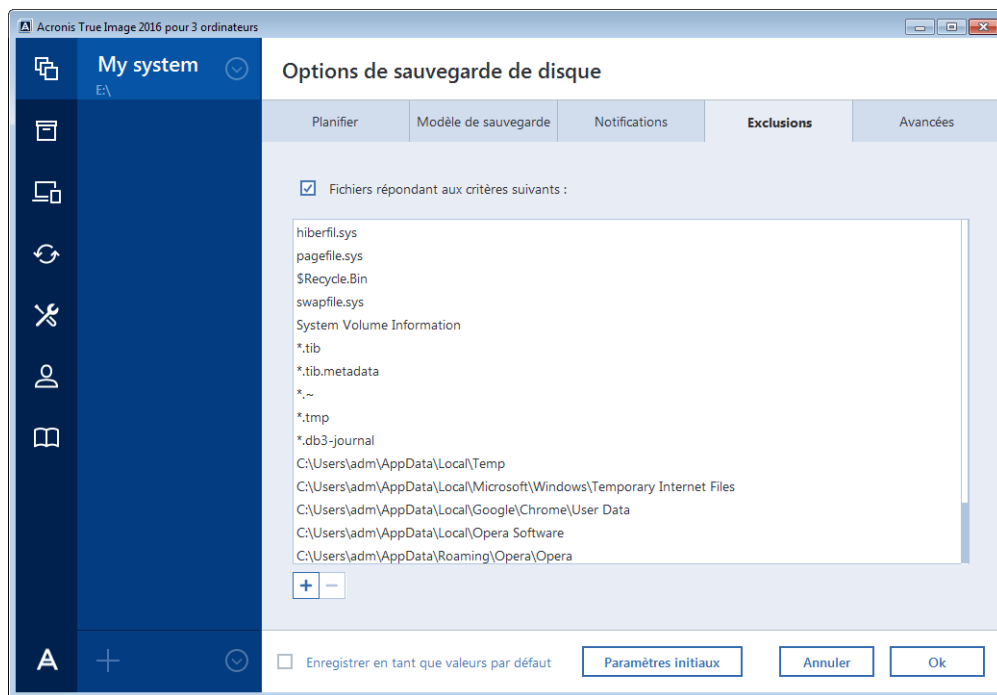 Acronis True Image 2016 pour 3 ordinateurs
My system
E:\
Options de sauvegarde de disque
Planifier
Modèle de sauvegarde
Notifications
Exclusions
Avancées
Fichiers répondant aux critères suivants :
hiberfil.sys
pagefile.sys
$Recycle.Bin
swapfile.sys
System Volume Information
*.tib
*.tib.metadata
*.~
*.tmp
*.db3-journal
C:\Users\adm\AppData\Local\Temp
C:\Users\adm\AppData\Local\Microsoft\Windows\Temporary Internet Files
C:\Users\adm\AppData\Local\Google\Chrome\User Data
C:\Users\adm\AppData\Local\Opera Software
C:\Users\adm\AppData\Roaming\Opera\Opera
Enregistrer en tant que valeurs par défaut
Paramètres initiaux
Annuler
Ok